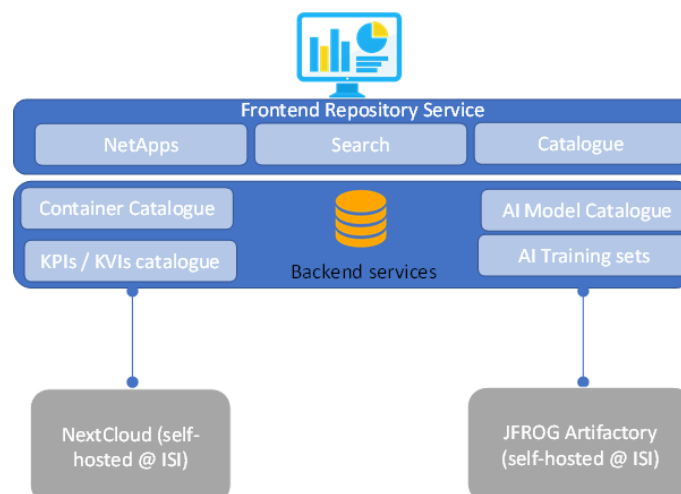 Frontend Repository Service
NetApps
Search
Catalogue
Container Catalogue
AI Model Catalogue
KPIs / KVIs catalogue
AI Training sets
Backend services
NextCloud (self-
hosted @ ISI)
JFROG Artifactory
(self-hosted @ ISI)